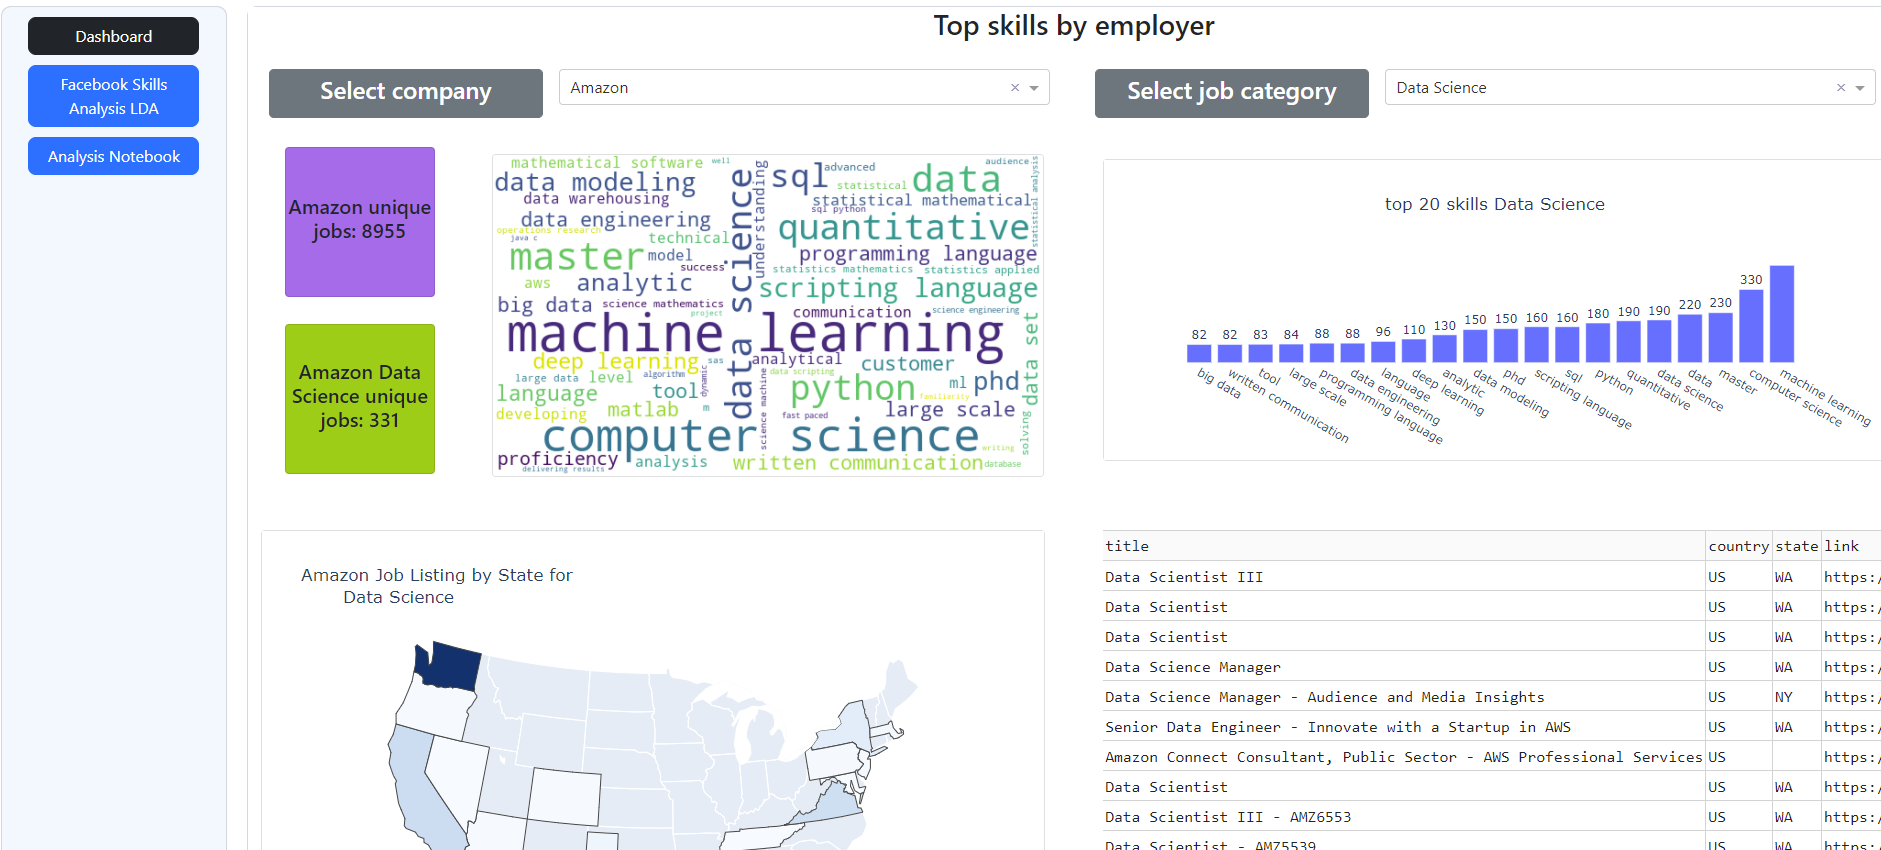 Dashboard
Facebook Skills
Analysis LDA
Analysis Notebook
Top skills by employer
Select company
Amazon
×
Select job category
Data Science
×
Amazon unique
jobs: 8955
Amazon Data
Science unique
jobs: 331
mathematical software
well
data modeling
data warehousing
data engineering
operations research
java c
technical
master
model
success
aws
analytic
big data
science mathematics
project
data science
understanding
sql
advanced
audience
statistical
data
statistical analysis
statistical mathematical
sql python
quantitative
programming language
statistics mathematics
statistics applied
scripting language
communication
science engineering
machine learning
deep learning
sas
analytical
customer
data set
large data
level
algorithm
dynamic
data scripting
language
tool
python
ml
phd
familiarity
developing
matlab
m
science machine
fast paced
large scale
solving
computer science
writing
proficiency
analysis
written communication
database
delivering results
top 20 skills Data Science
82
82
83
84
88
88
96
110
130
150
150
160
160
180
190
190
220
230
330
big data
written communication
tool
large scale
programming language
data engineering
language
deep learning
analytic
data modeling
phd
scripting language
sql
python
quantitative
data science
data
master
computer science
machine learning
Amazon Job Listing by State for
Data Science
title country state link
Data Scientist III US WA https:/
Data Scientist US WA https:/
Data Scientist US WA https:/
Data Science Manager US WA https:/
Data Science Manager - Audience and Media Insights US NY https:/
Senior Data Engineer - Innovate with a Startup in AWS US WA https:/
Amazon Connect Consultant, Public Sector - AWS Professional Services US https:/
Data Scientist US WA https:/
Data Scientist III - AMZ6553 US WA https:/
Data Scientist - AMZ5539 US WA https:/